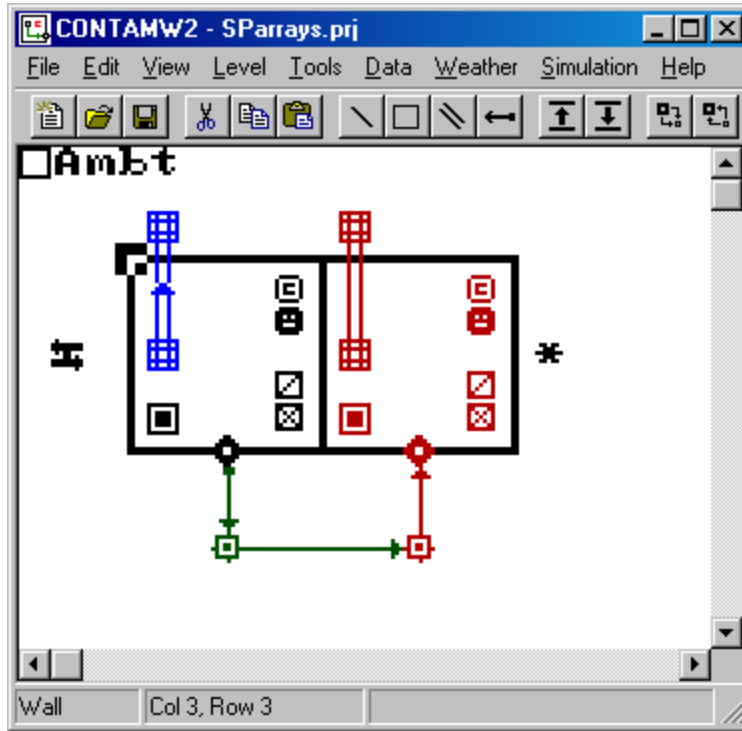 CONTAMW2 - SParrays.prj
File Edit View Level Tools Data Weather Simulation Help
Ambt
Wall Col 3, Row 3